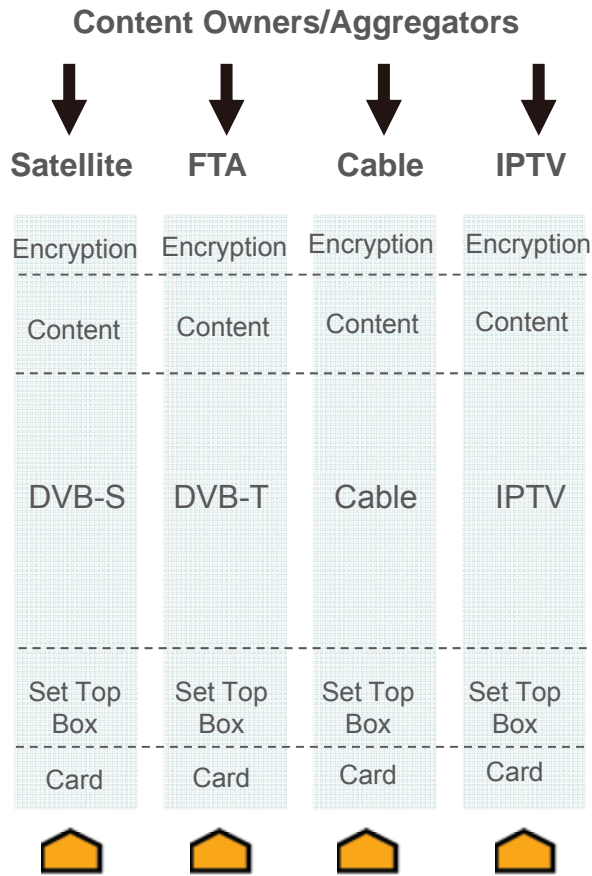 Content Owners/Aggregators
Satellite FTA Cable IPTV
Encryption Encryption Encryption Encryption
Content Content Content Content
DVB-S DVB-T Cable IPTV
Set Top Set Top Set Top Set Top
Box Box Box Box
Card Card Card Card